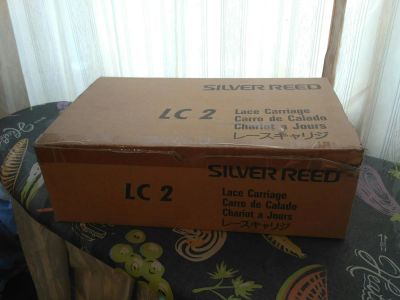 SILVER REED
LC 2
Lace Carriage
Carro de Calado
Chariot a Jours
レースキャリジ
SILVER REED
LC 2
Lace Carriage
Carro de Calado
Chariot a Jours
レースキャリジ